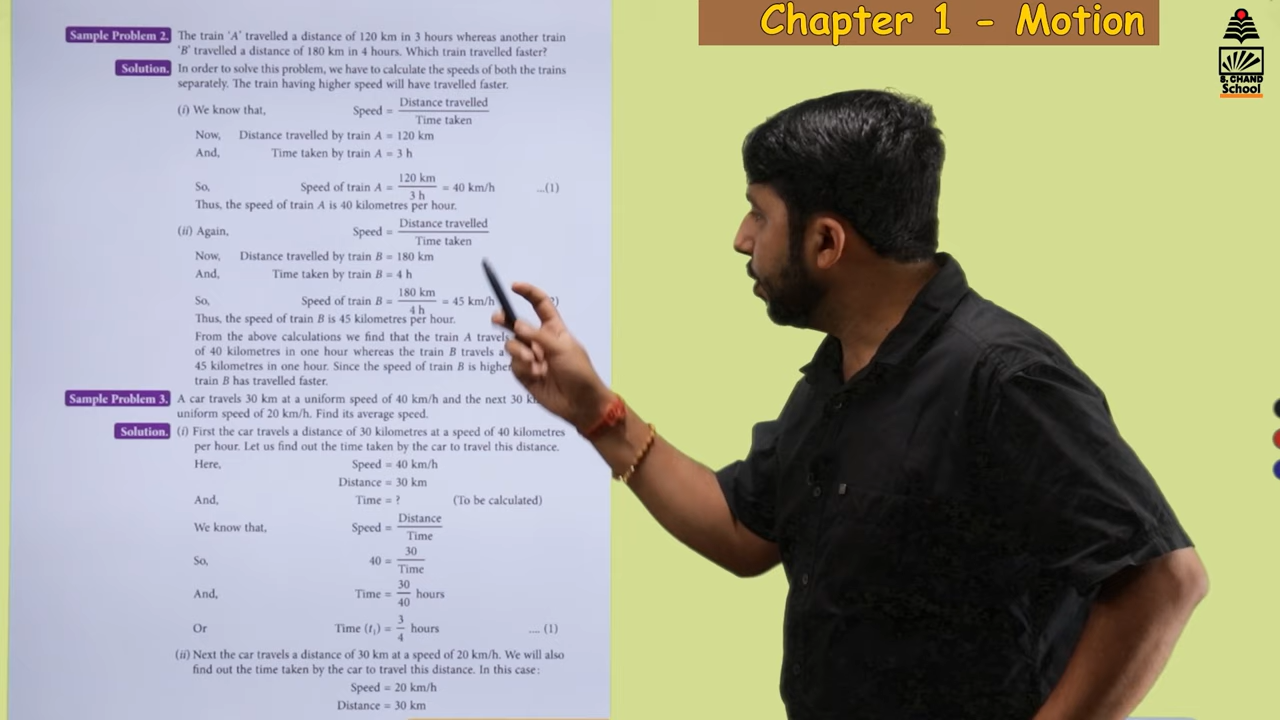 Chapter 1 - Motion
S. CHAND
School
Sample Problem 2. The train 'A' travelled a distance of 120 km in 3 hours whereas another train
'B' travelled a distance of 180 km in 4 hours. Which train travelled faster?
Solution. In order to solve this problem, we have to calculate the speeds of both the trains
separately. The train having higher speed will have travelled faster.
(i) We know that, Speed = Distance travelled / Time taken
Now, Distance travelled by train A = 120 km
And, Time taken by train A = 3 h
So, Speed of train A = 120 km / 3 h = 40 km/h ...(1)
Thus, the speed of train A is 40 kilometres per hour.
(ii) Again, Speed = Distance travelled / Time taken
Now, Distance travelled by train B = 180 km
And, Time taken by train B = 4 h
So, Speed of train B = 180 km / 4 h = 45 km/h 2)
Thus, the speed of train B is 45 kilometres per hour.
From the above calculations we find that the train A travels
of 40 kilometres in one hour whereas the train B travels a
45 kilometres in one hour. Since the speed of train B is higher
train B has travelled faster.
Sample Problem 3. A car travels 30 km at a uniform speed of 40 km/h and the next 30
uniform speed of 20 km/h. Find its average speed.
Solution. (i) First the car travels a distance of 30 kilometres at a speed of 40 kilometres
per hour. Let us find out the time taken by the car to travel this distance.
Here, Speed = 40 km/h
Distance = 30 km
And, Time = ? (To be calculated)
We know that, Speed = Distance / Time
So, 40 = 30 / Time
And, Time = 30 / 40 hours
Or Time (t₁) = 3 / 4 hours .... (1)
(ii) Next the car travels a distance of 30 km at a speed of 20 km/h. We will also
find out the time taken by the car to travel this distance. In this case:
Speed = 20 km/h
Distance = 30 km